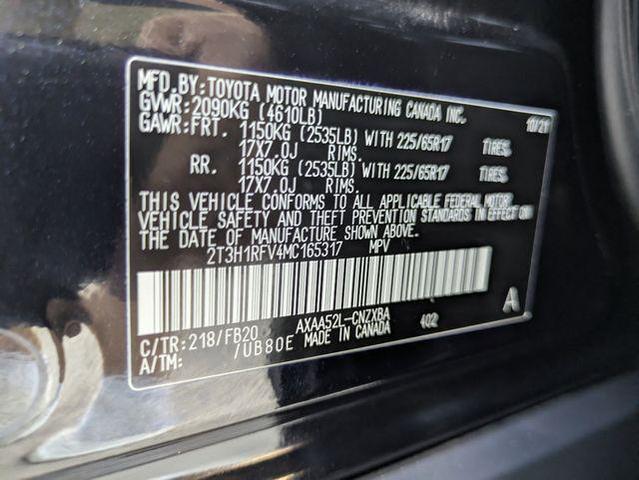 MFD.BY:TOYOTA MOTOR MANUFACTURING CANADA INC.
GVWR:2090KG (4610LB) 10/21
GAWR:FRT. 1150KG (2535LB) WITH 225/65R17 TIRES,
17X7.0J RIMS.
RR. 1150KG (2535LB) WITH 225/65R17 TIRES,
17X7.0J RIMS.
THIS VEHICLE CONFORMS TO ALL APPLICABLE FEDERAL MOTOR
VEHICLE SAFETY AND THEFT PREVENTION STANDARDS IN EFFECT ON
THE DATE OF MANUFACTURE SHOWN ABOVE.
2T3H1RFV4MC165317 MPV
A
AXAA52L-CNZXBA 402
C/TR:218/FB20 MADE IN CANADA
A/TM: /UB80E